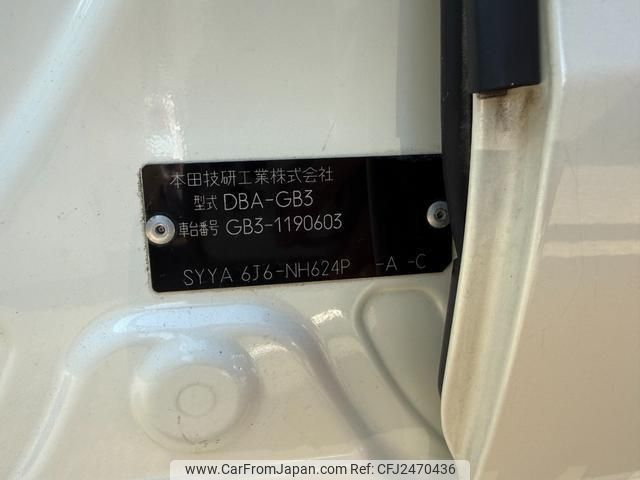 本田技研工業株式会社
型式 DBA-GB3
車台番号 GB3-1190603
SYYA 6J6-NH624P -A -C
www.CarFromJapan.com | CFJ2470436